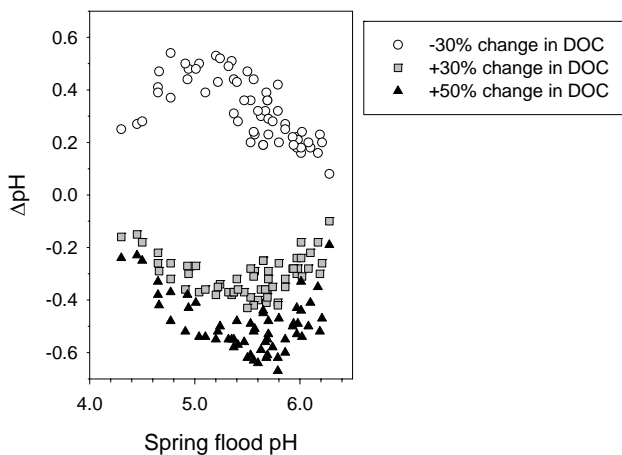 0.6
0.4
0.2
0.0
-0.2
-0.4
-0.6
ΔpH
4.0 5.0 6.0
Spring flood pH
-30% change in DOC
+30% change in DOC
+50% change in DOC